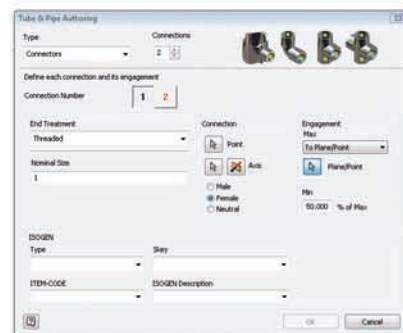 Tube & Pipe Authoring
Type
Connections
Connectors
2
Define each connection and its engagement
Connection Number
1 2
End Treatment
Threaded
Nominal Size
1
Connection
Point
Axis
Male
Female
Neutral
Engagement
Max
To Plane/Point
Plane/Point
Min
50.000 % of Max
ISOGEN
Type
Skey
ITEM-CODE
ISOGEN Description
?
OK
Cancel